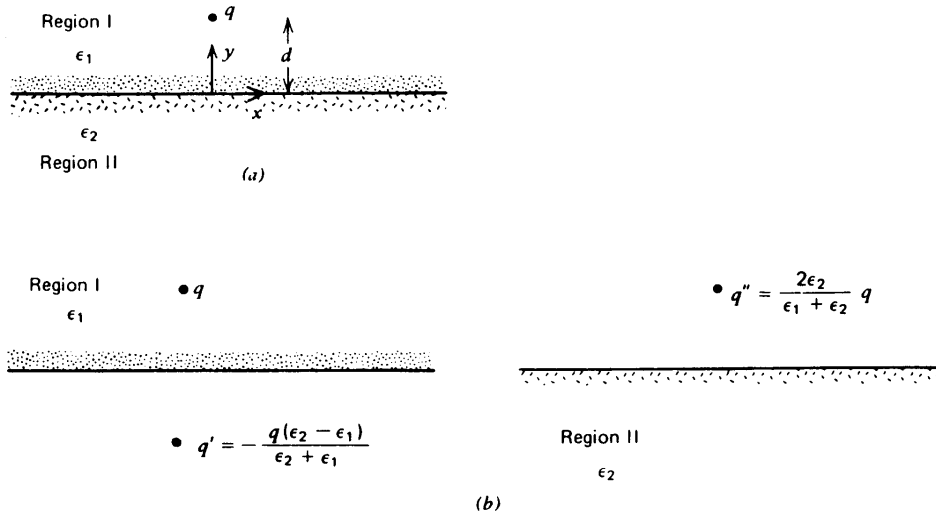 Region I
q
ϵ₁
y
d
x
ϵ₂
Region II
(a)
Region I
q
ϵ₁
q' = - q(ϵ₂ − ϵ₁) / ϵ₂ + ϵ₁
q'' = 2ϵ₂ / ϵ₁ + ϵ₂ q
Region II
ϵ₂
(b)